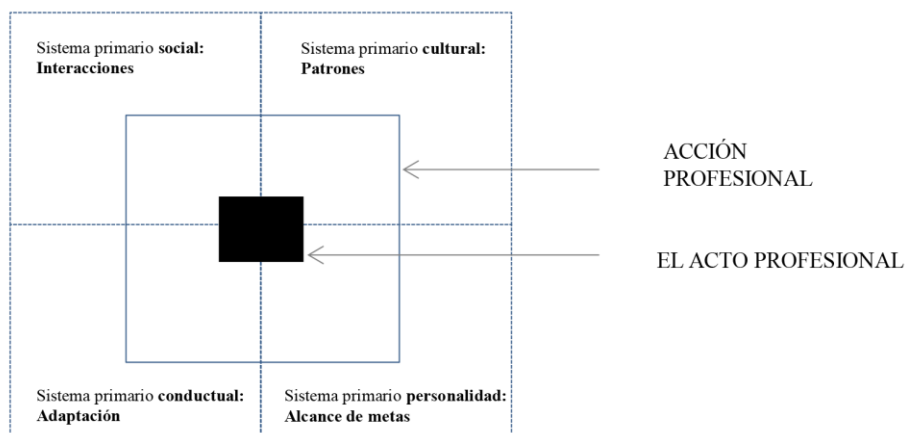 Sistema primario social:
Interacciones
Sistema primario cultural:
Patrones
ACCIÓN
PROFESIONAL
EL ACTO PROFESIONAL
Sistema primario conductual:
Adaptación
Sistema primario personalidad:
Alcance de metas